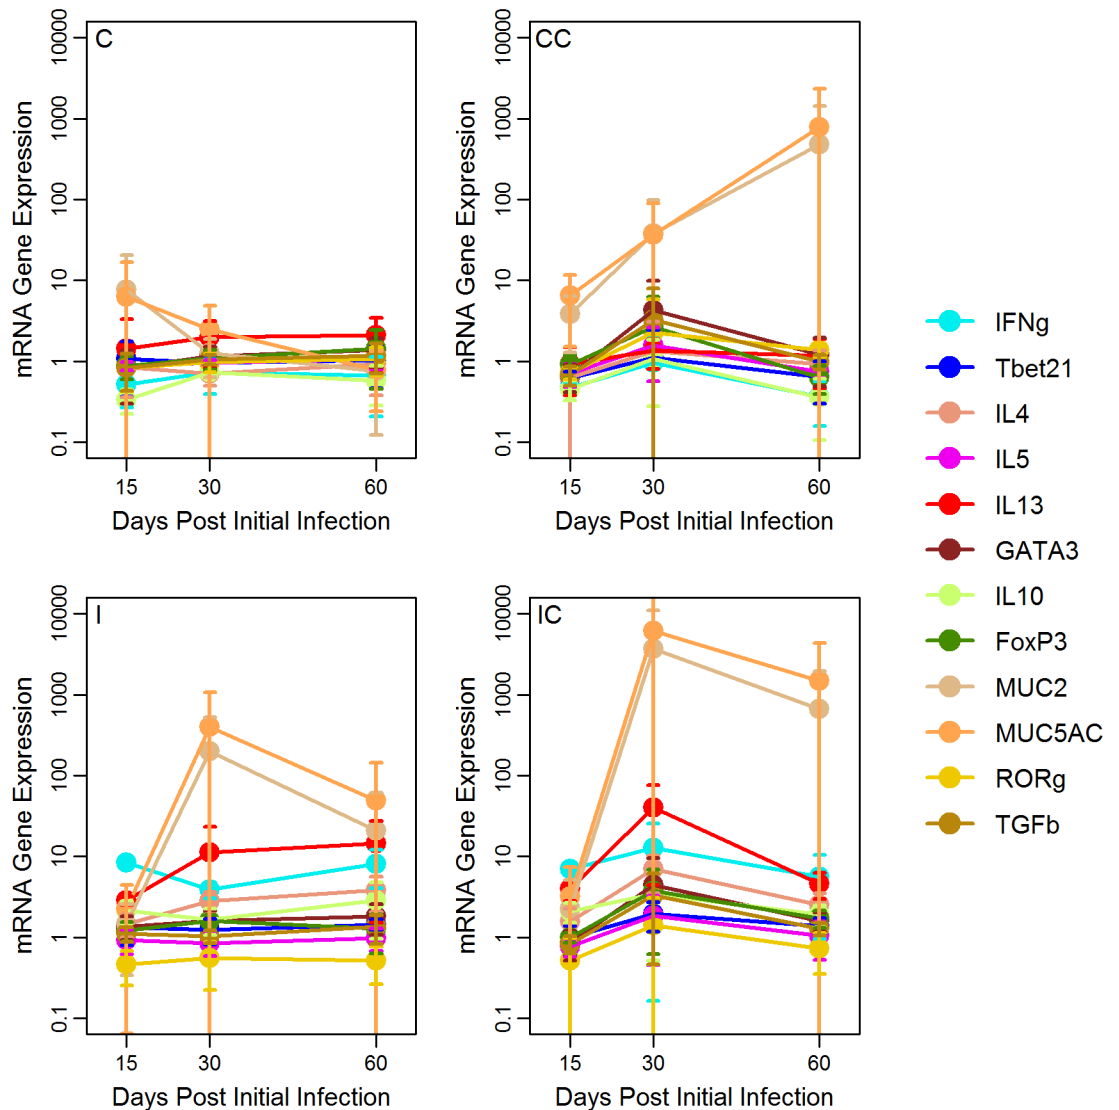 C
10000
1000
100
10
1
0.1
mRNA Gene Expression
15
30
60
Days Post Initial Infection
CC
10000
1000
100
10
1
0.1
mRNA Gene Expression
15
30
60
Days Post Initial Infection
I
10000
1000
100
10
1
0.1
mRNA Gene Expression
15
30
60
Days Post Initial Infection
IC
10000
1000
100
10
1
0.1
mRNA Gene Expression
15
30
60
Days Post Initial Infection
IFNg
Tbet21
IL4
IL5
IL13
GATA3
IL10
FoxP3
MUC2
MUC5AC
RORg
TGFb